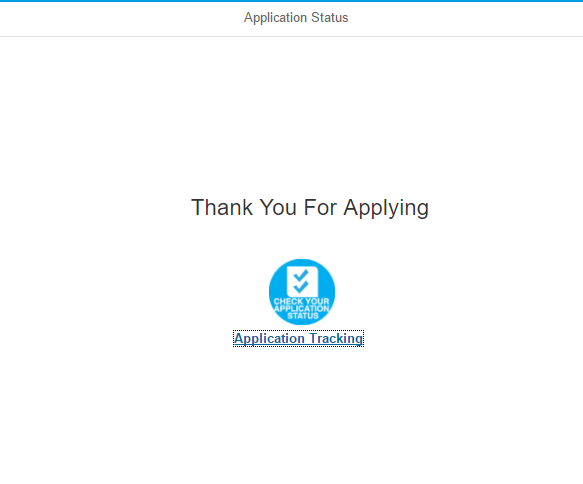 Application Status
Thank You For Applying
CHECK YOUR
APPLICATION
STATUS
Application Tracking